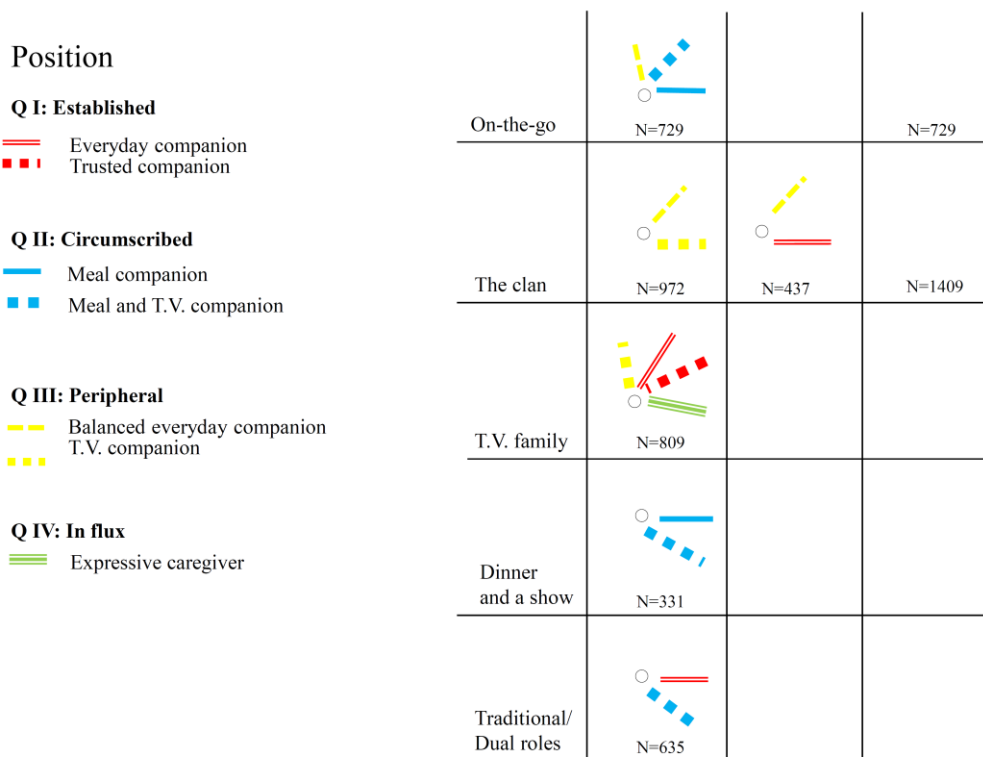 Position
Q I: Established
Everyday companion
Trusted companion
Q II: Circumscribed
Meal companion
Meal and T.V. companion
Q III: Peripheral
Balanced everyday companion
T.V. companion
Q IV: In flux
Expressive caregiver
On-the-go N=729 N=729
The clan N=972 N=437 N=1409
T.V. family N=809
Dinner
and a show N=331
Traditional/
Dual roles N=635